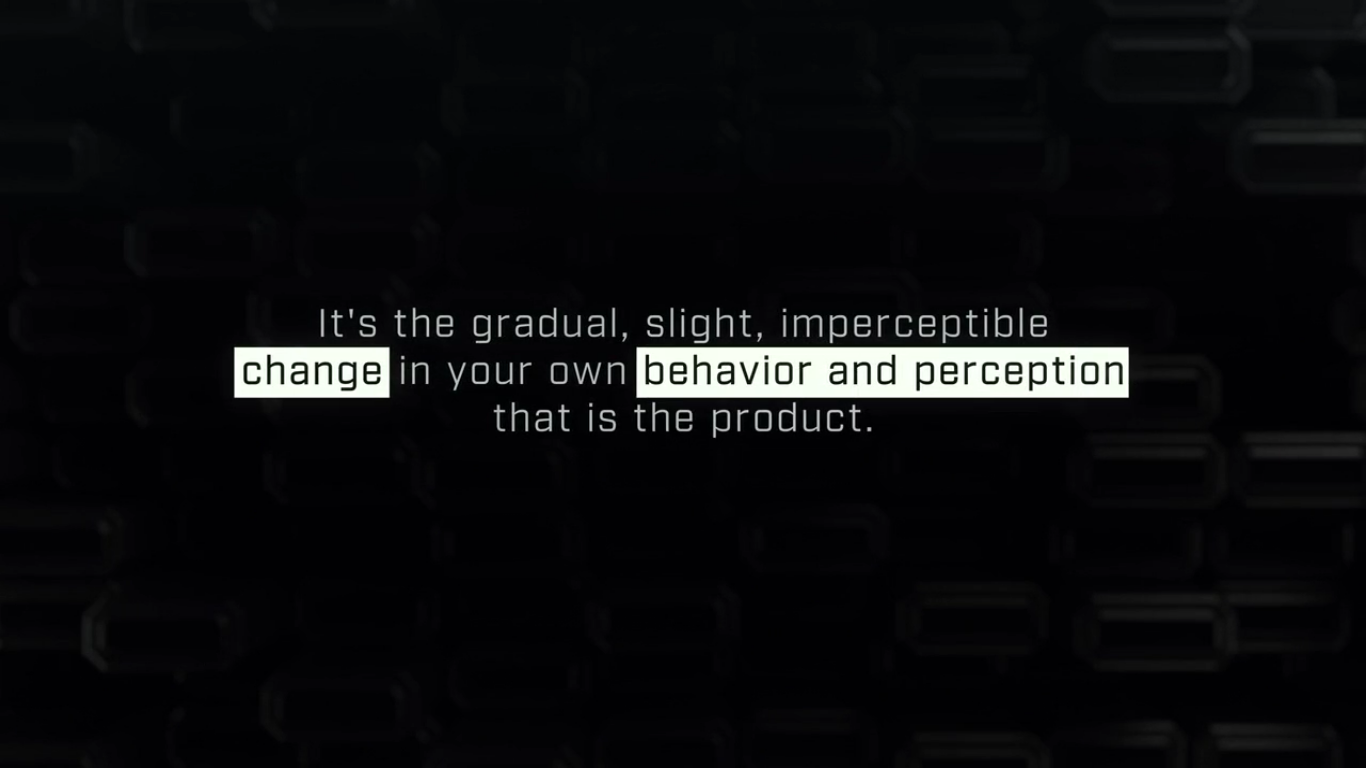 It's the gradual, slight, imperceptible
change in your own behavior and perception
that is the product.